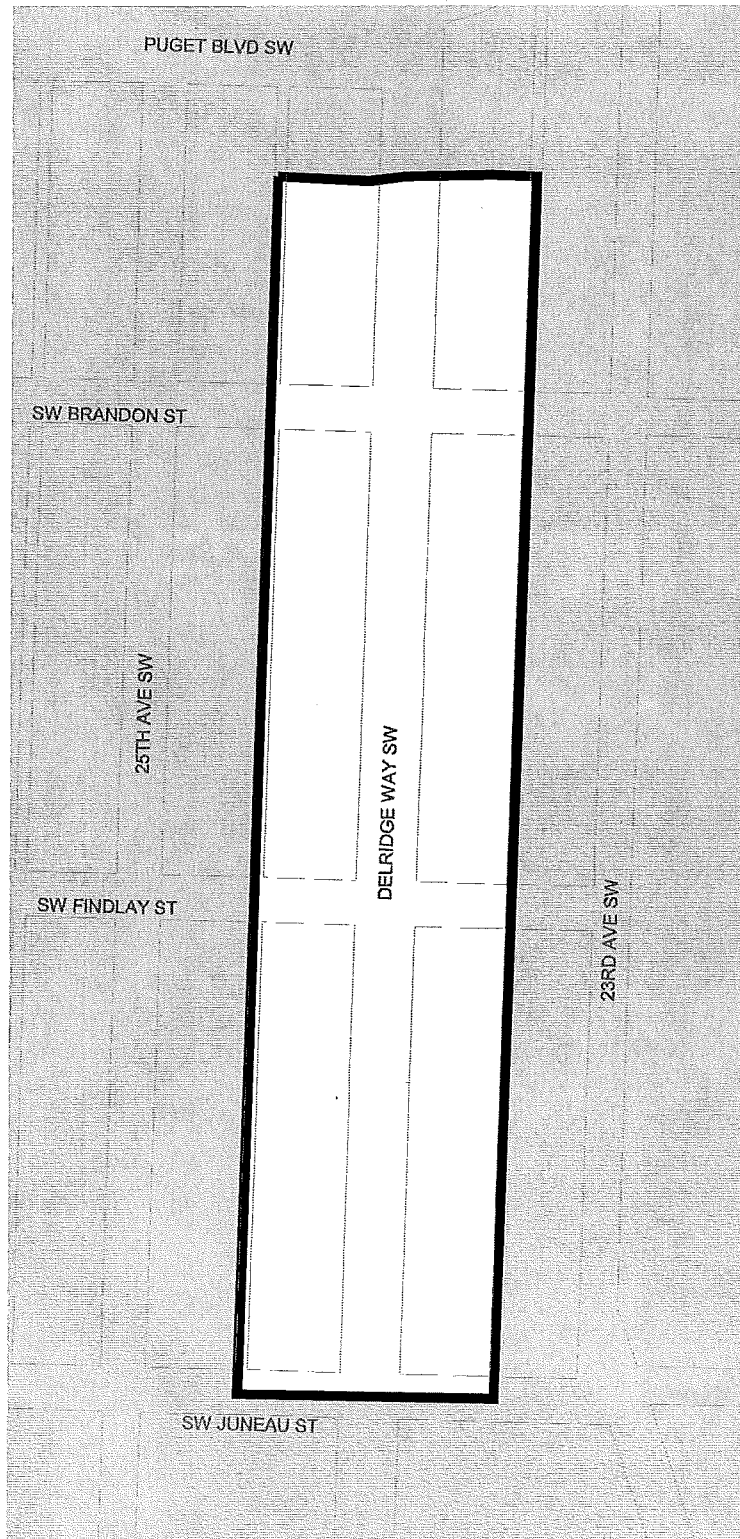 PUGET BLVD SW
SW BRANDON ST
25TH AVE SW
DELRIDGE WAY SW
SW FINDLAY ST
23RD AVE SW
SW JUNEAU ST